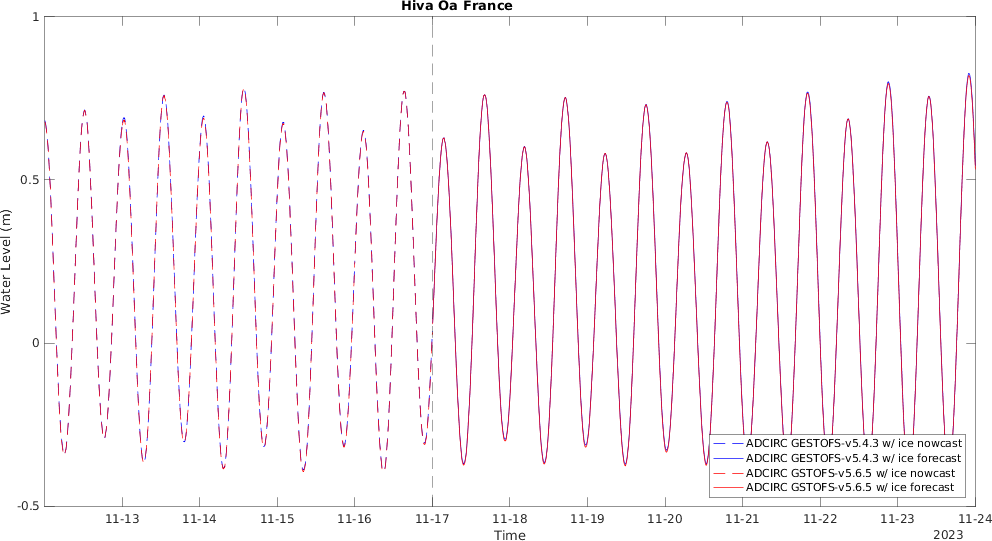 Hiva Oa France
1
0.5
0
-0.5
Water Level (m)
ADCIRC GESTOFS-v5.4.3 w/ ice nowcast
ADCIRC GESTOFS-v5.4.3 w/ ice forecast
ADCIRC GSTOFS-v5.6.5 w/ ice nowcast
ADCIRC GSTOFS-v5.6.5 w/ ice forecast
11-13 11-14 11-15 11-16 11-17 11-18 11-19 11-20 11-21 11-22 11-23 11-24
Time
2023